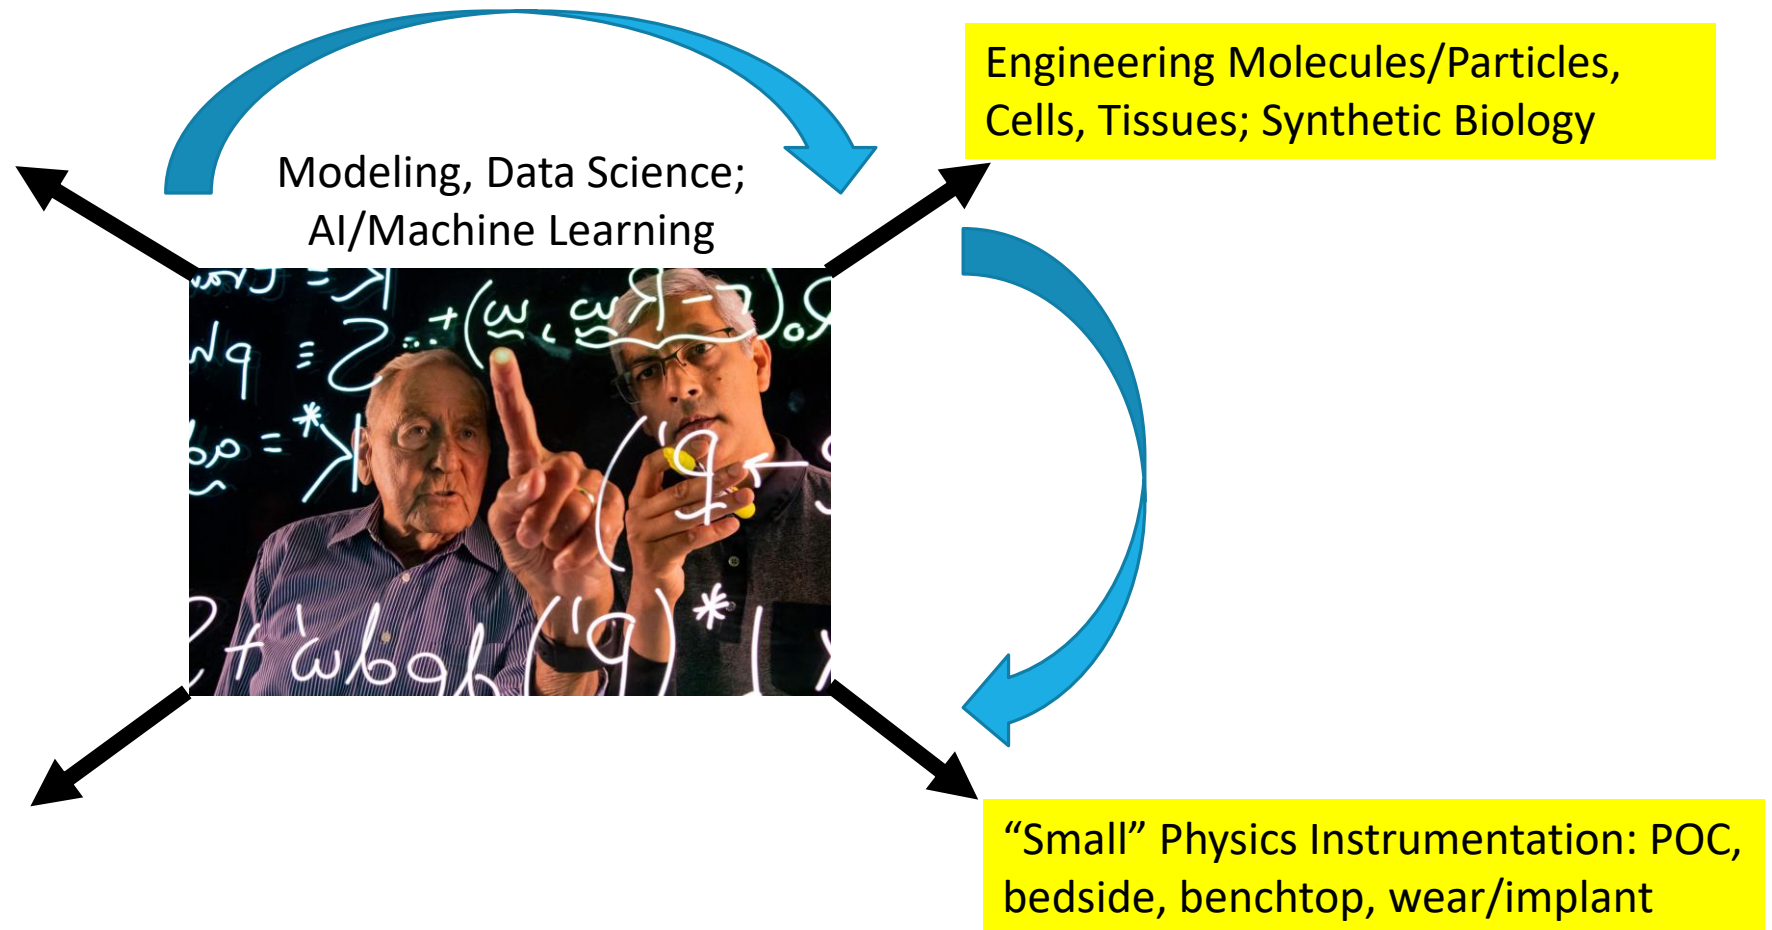 Engineering Molecules/Particles,
Cells, Tissues; Synthetic Biology
Modeling, Data Science;
AI/Machine Learning
“Small” Physics Instrumentation: POC,
bedside, benchtop, wear/implant